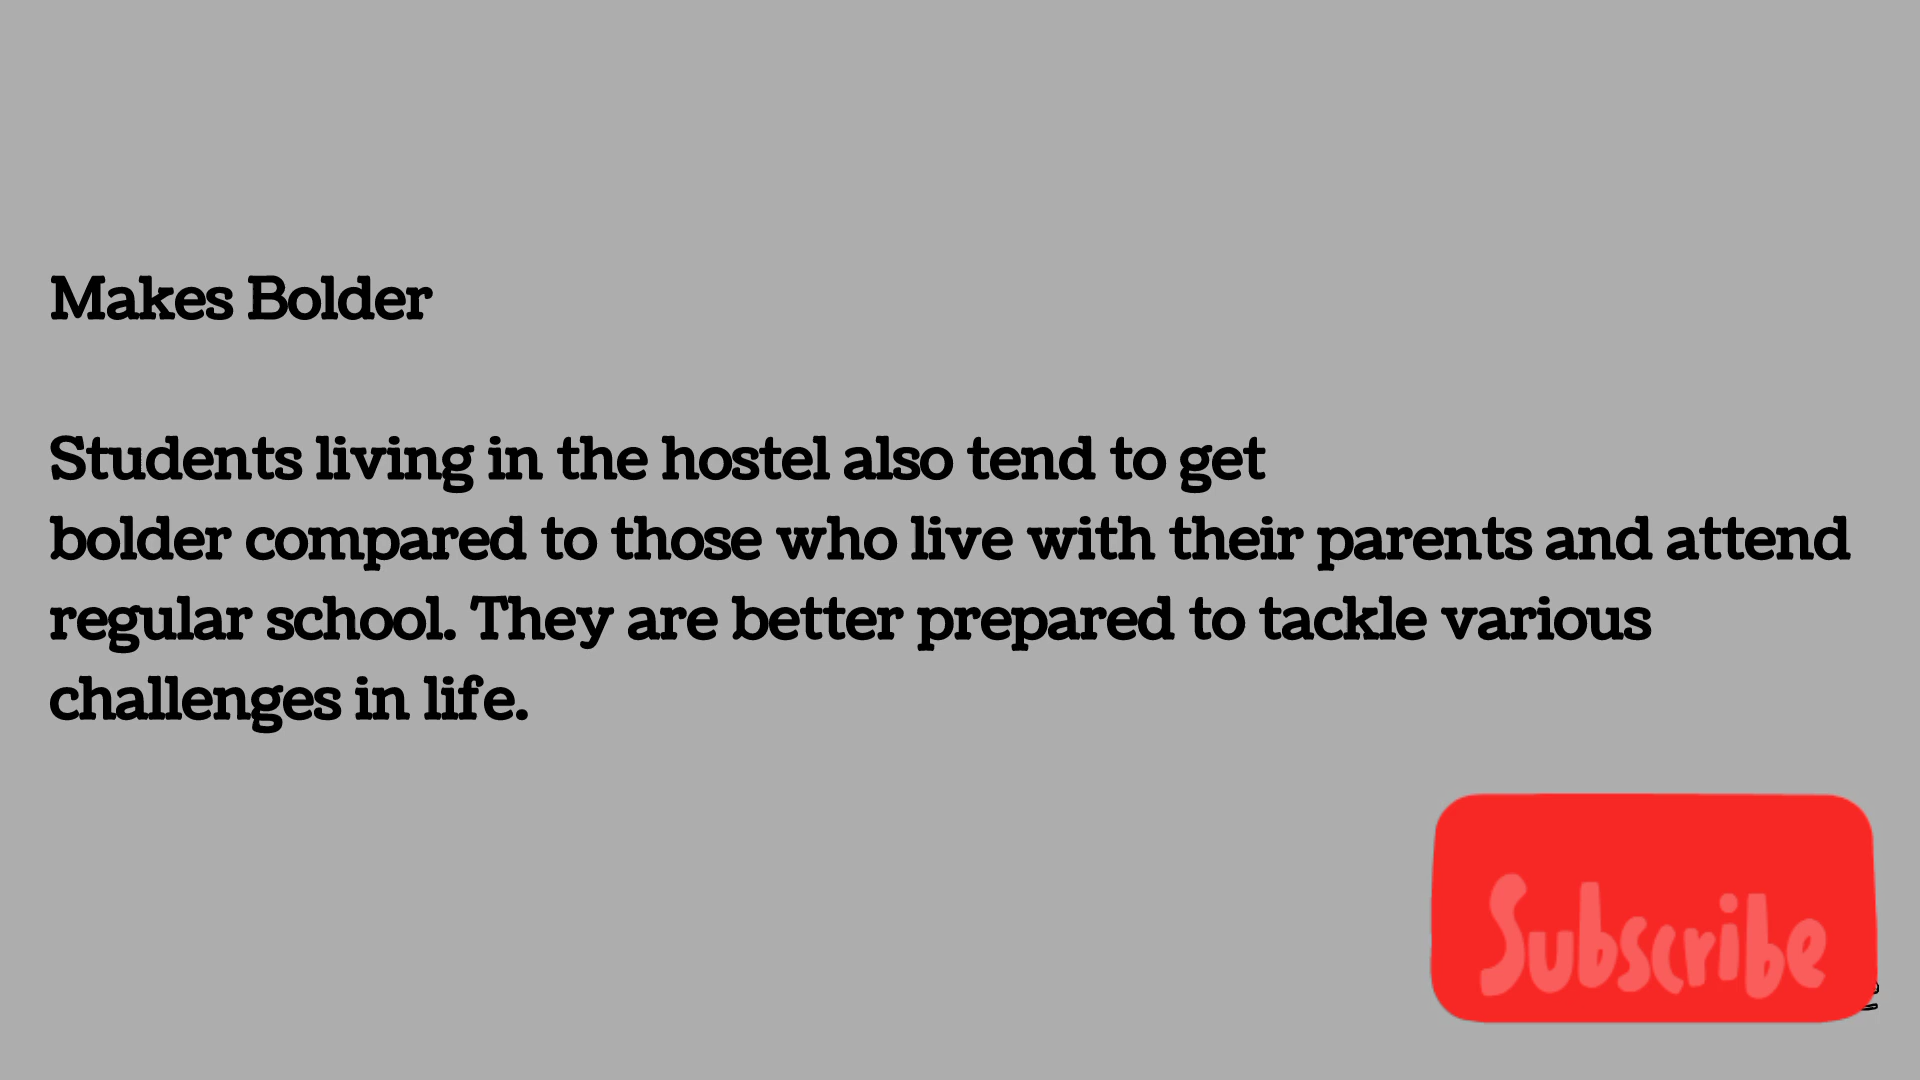 Makes Bolder
Students living in the hostel also tend to get
bolder compared to those who live with their parents and attend
regular school. They are better prepared to tackle various
challenges in life.
Subscribe